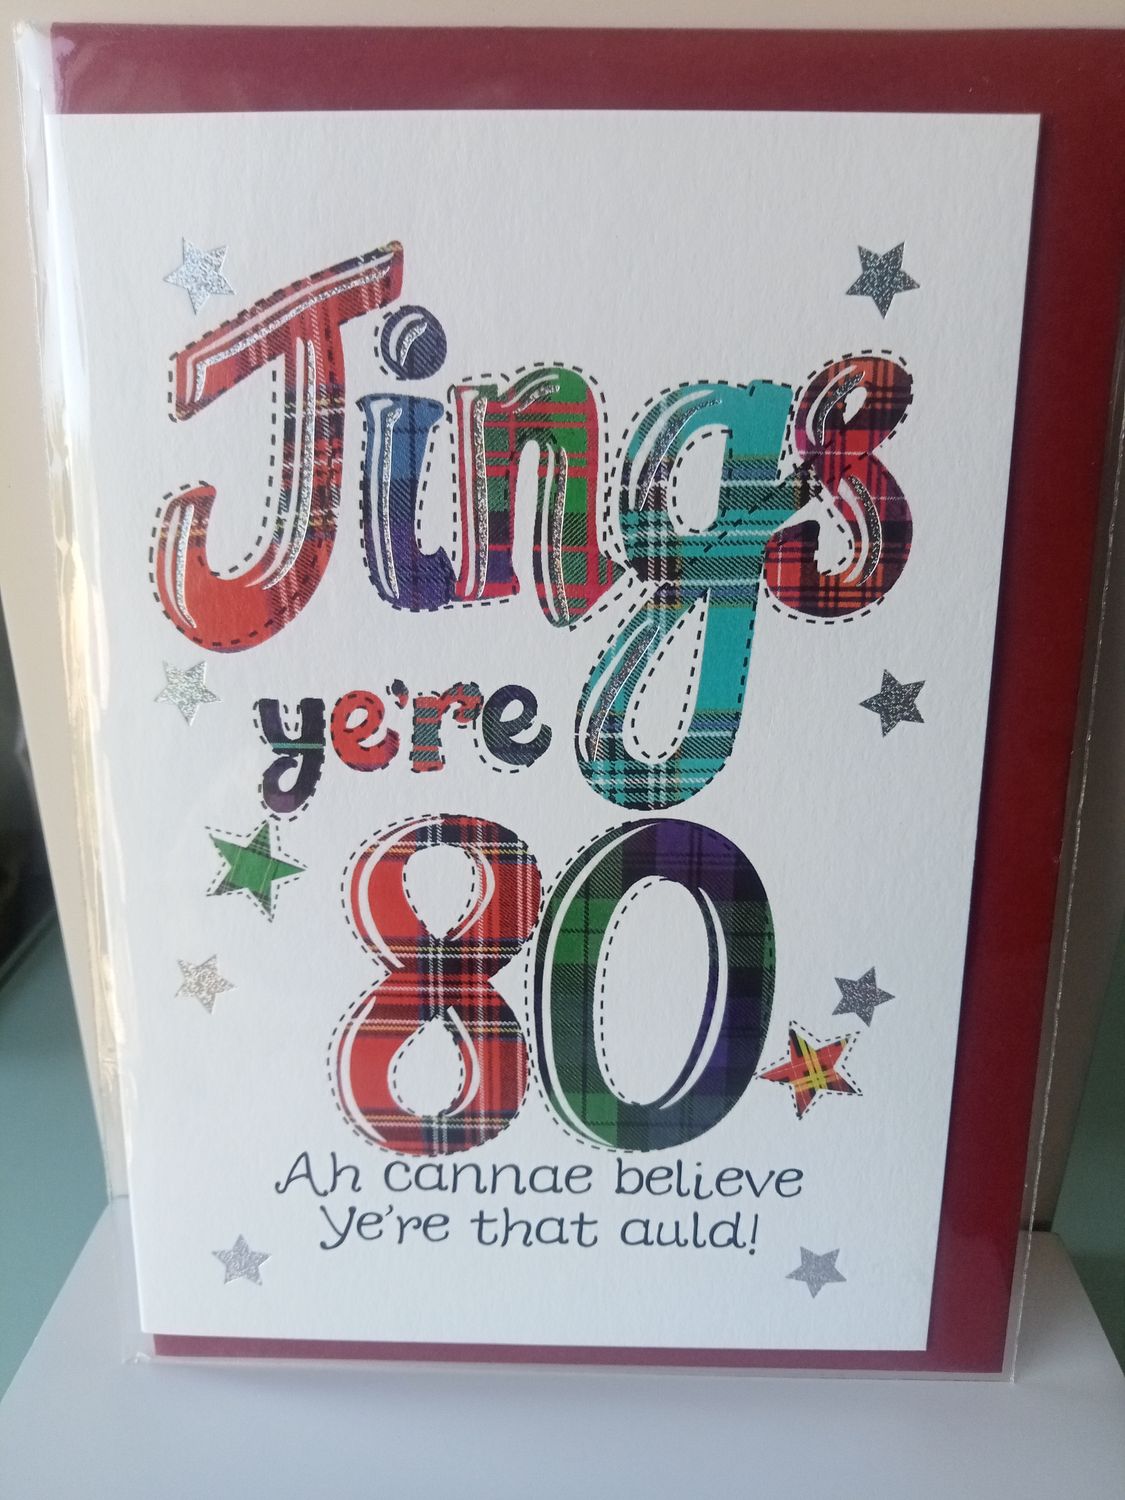 Jings
ye're
80
Ah cannae believe
Ye're that auld!